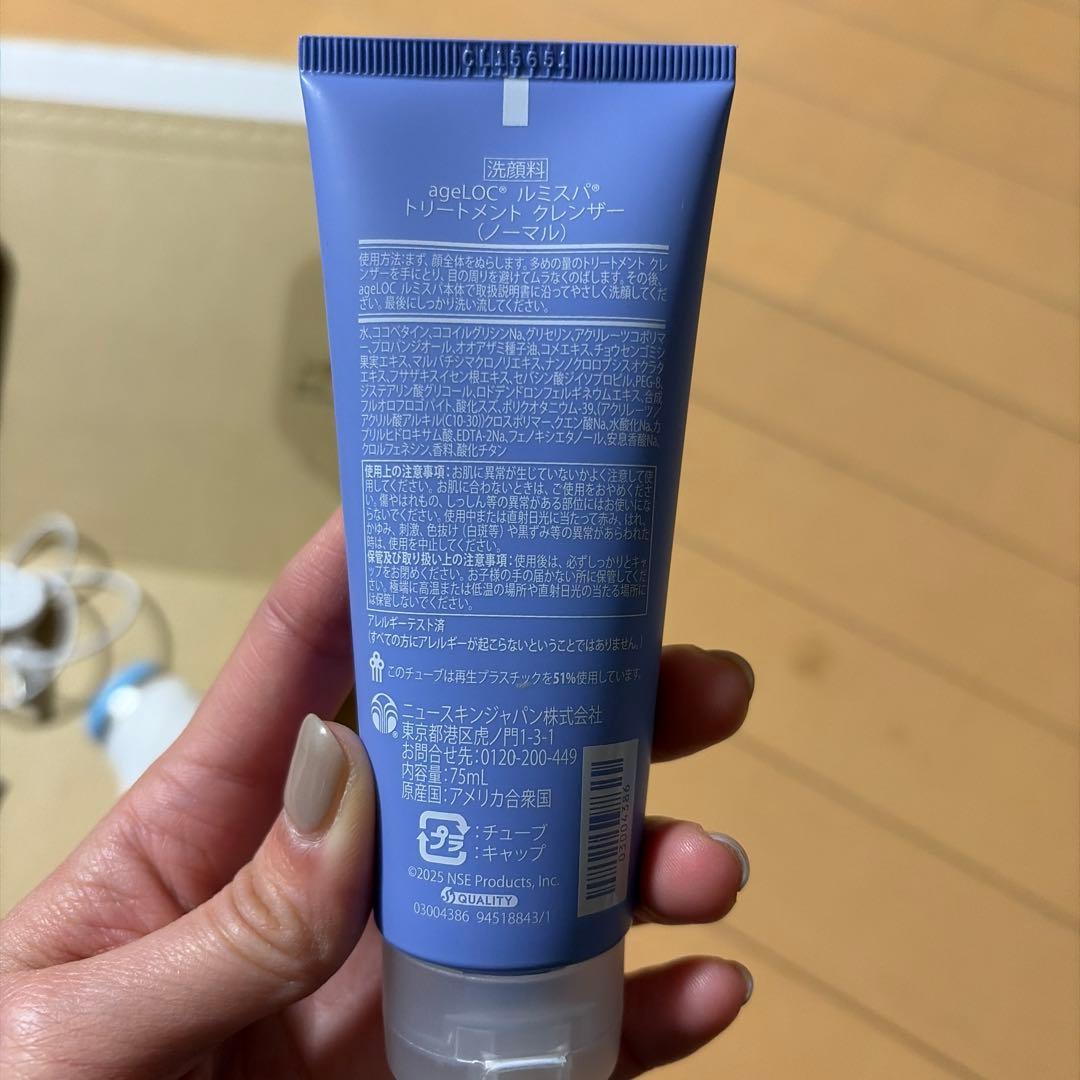 CL15651
洗顔料
ageLOC® ルミスパ®
トリートメント クレンザー
(ノーマル)
使用方法:まず、顔全体をぬらします。多めの量のトリートメント クレ
ンザーを手にとり、目の周りを避けてムラなくのばします。その後、
ageLOC ルミスパ本体で取扱説明書に沿ってやさしく洗顔してくだ
さい。最後にしっかり洗い流してください。
水、ココベタイン、ココイルグリシンNa、グリセリン、アクリレーツコポリマ
ー、プロパンジオール、オオアザミ種子油、コメエキス、チョウセンゴミシ
果実エキス、マルバチシマクロノリエキス、ナンノクロロプシスオクラタ
エキス、フサザキスイセン根エキス、セバシン酸ジイソプロピル、PEG-8、
ジステアリン酸グリコール、ロドデンドロンフェルギネウムエキス、合成
フルオロフロゴパイト、酸化スズ、ポリクオタニウム-39、(アクリレーツ/
アクリル酸アルキル(C10-30))クロスポリマー、クエン酸Na、水酸化Na、カ
プリルヒドロキサム酸、EDTA-2Na、フェノキシエタノール、安息香酸Na、
クロルフェネシン、香料、酸化チタン
使用上の注意事項:お肌に異常が生じていないかよく注意して使
用してください。お肌に合わないときは、ご使用をおやめくださ
い。傷やはれもの、しっしん等の異常がある部位にはお使いにな
らないでください。使用中または直射日光に当たって赤み、はれ、
かゆみ、刺激、色抜け(白斑等)や黒ずみ等の異常があらわれた
時は、使用を中止してください。
保管及び取り扱い上の注意事項:使用後は、必ずしっかりとキャ
ップをお閉めください。お子様の手の届かない所に保管してくだ
さい。極端に高温または低温の場所や直射日光の当たる場所に
は保管しないでください。
アレルギーテスト済
(すべての方にアレルギーが起こらないということではありません。)
このチューブは再生プラスチックを51%使用しています。
ニュースキンジャパン株式会社
東京都港区虎ノ門1-3-1
お問合せ先:0120-200-449
内容量:75mL
原産国:アメリカ合衆国
プラ
:チューブ
:キャップ
©2025 NSE Products, Inc.
QUALITY
03004386 94518843/1
03004386